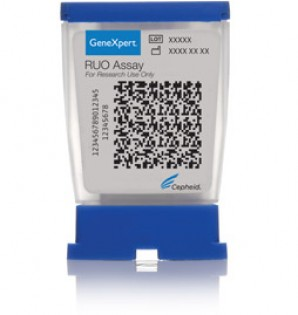 GeneXpert®
LOT XXXXX
XXXX XX XX
RUO Assay
For Research Use Only
123456789012345
12345678
Cepheid®